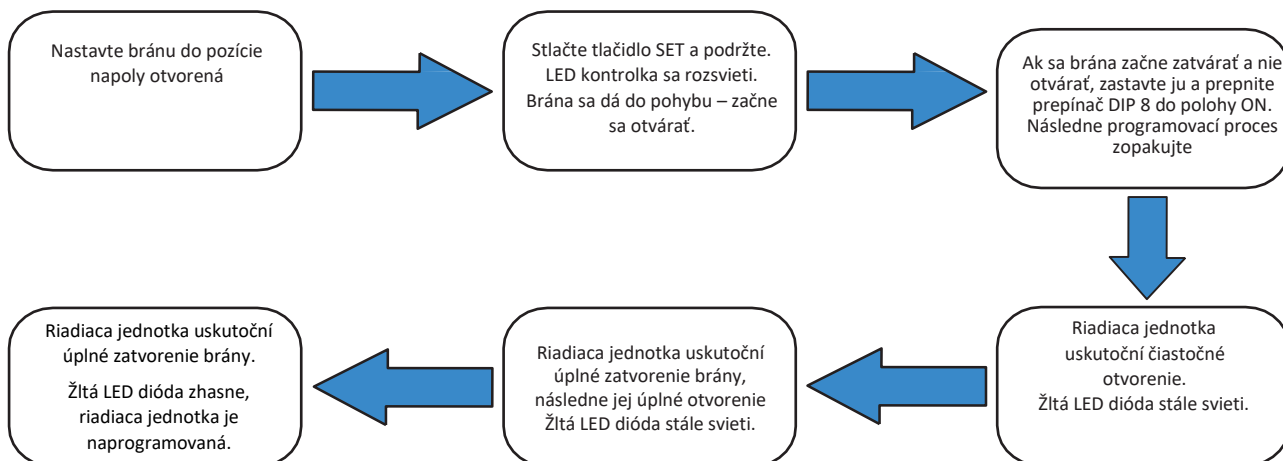 Nastavte bránu do pozície
napoly otvorená
Stlačte tlačidlo SET a podržte.
LED kontrolka sa rozsvieti.
Brána sa dá do pohybu – začne
sa otvárať.
Ak sa brána začne zatvárať a nie
otvárať, zastavte ju a prepnite
prepínač DIP 8 do polohy ON.
Následne programovací proces
zopakujte
Riadiaca jednotka
uskutoční čiastočné
otvorenie.
Žltá LED dióda stále svieti.
Riadiaca jednotka uskutoční
úplné zatvorenie brány,
následne jej úplné otvorenie
Žltá LED dióda stále svieti.
Riadiaca jednotka uskutoční
úplné zatvorenie brány.
Žltá LED dióda zhasne,
riadiaca jednotka je
naprogramovaná.